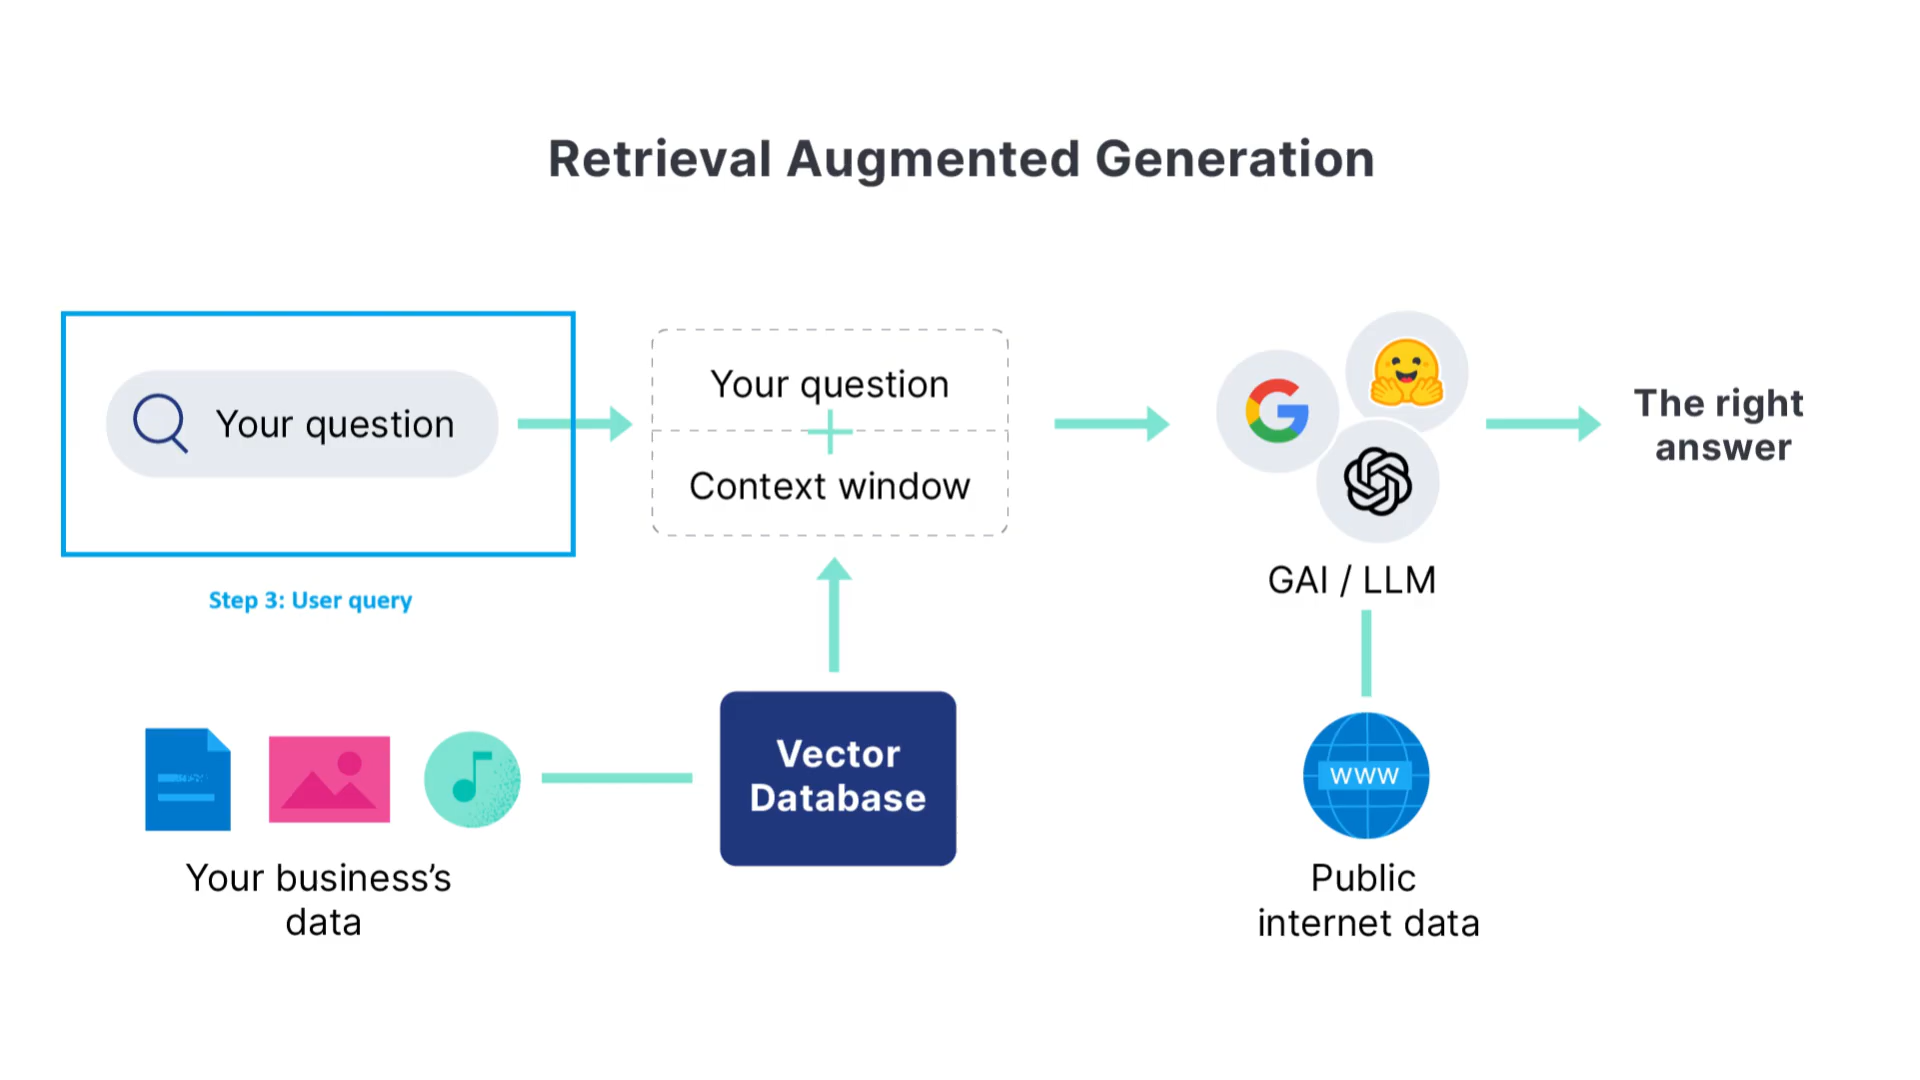 Retrieval Augmented Generation
Your question
Your question
Context window
The right
answer
GAI / LLM
Step 3: User query
Vector
Database
www
Your business’s
data
Public
internet data